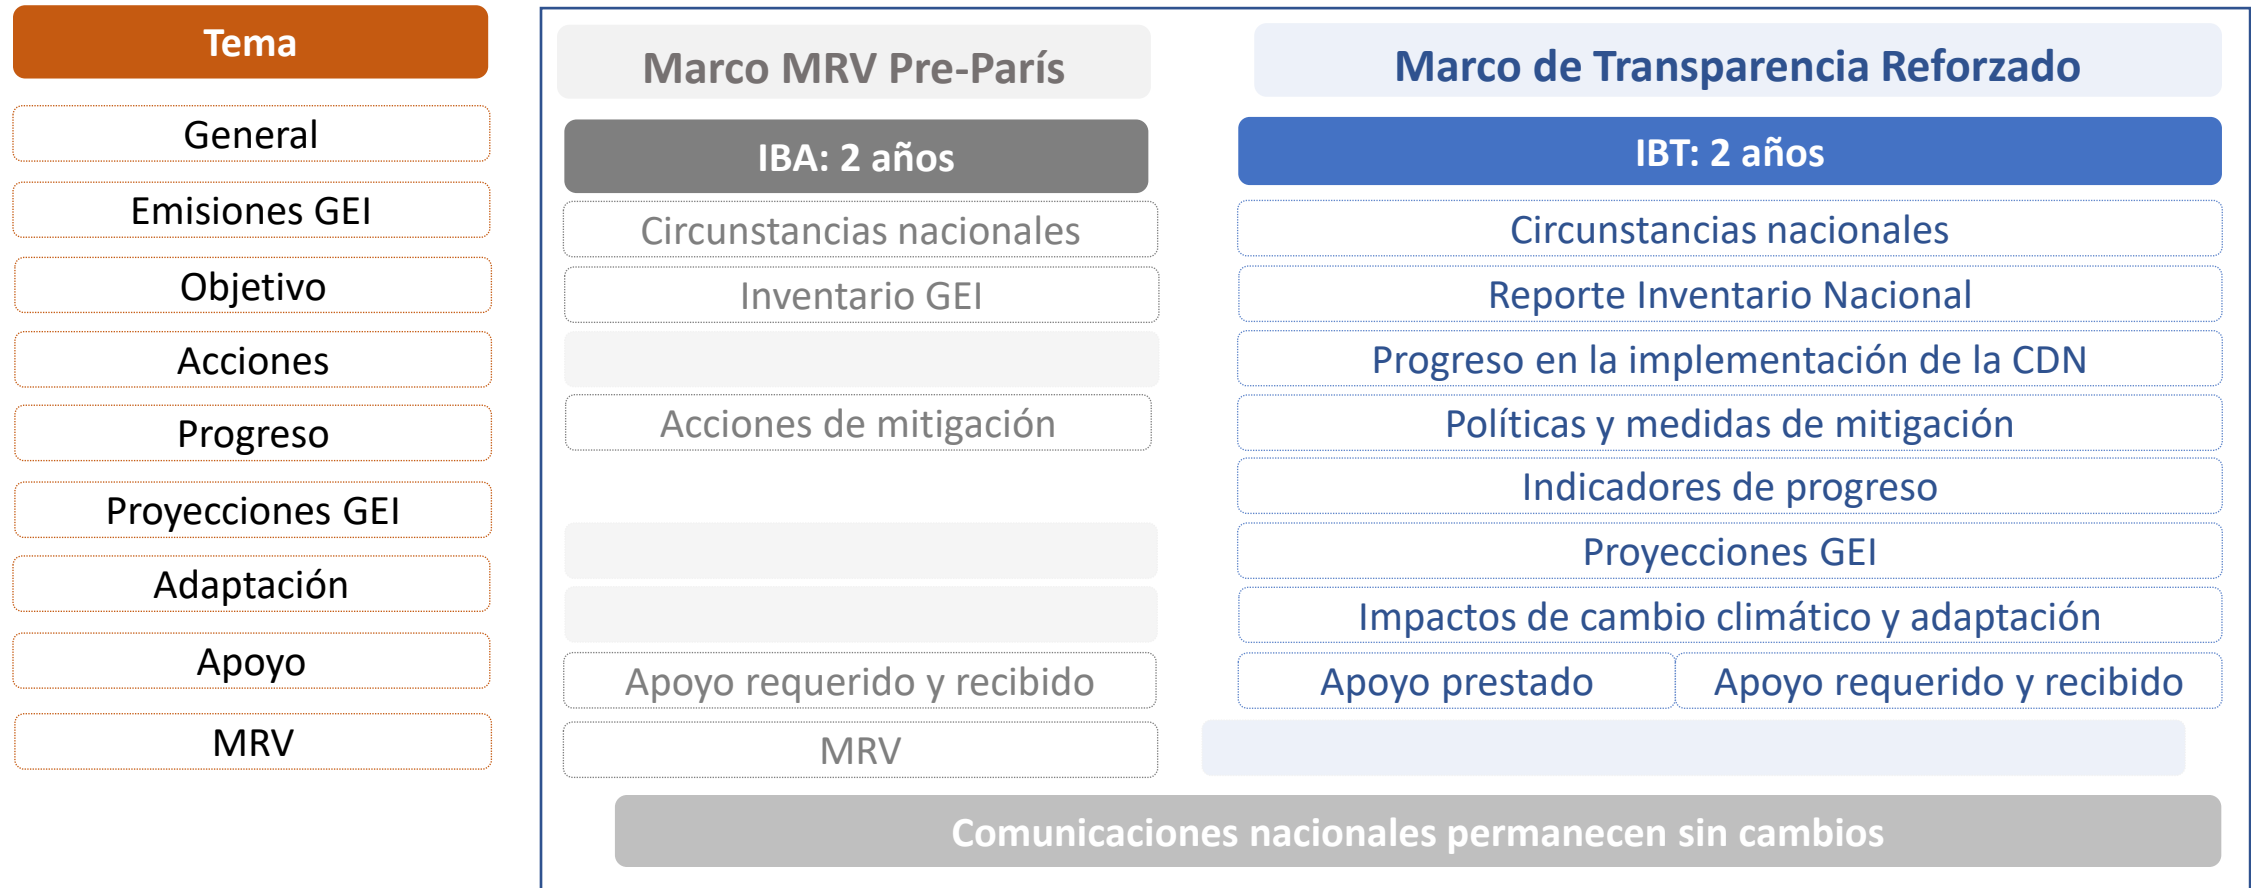 Tema
General
Emisiones GEI
Objetivo
Acciones
Progreso
Proyecciones GEI
Adaptación
Apoyo
MRV
Marco MRV Pre-París
IBA: 2 años
Circunstancias nacionales
Inventario GEI
Acciones de mitigación
Apoyo requerido y recibido
MRV
Marco de Transparencia Reforzado
IBT: 2 años
Circunstancias nacionales
Reporte Inventario Nacional
Progreso en la implementación de la CDN
Políticas y medidas de mitigación
Indicadores de progreso
Proyecciones GEI
Impactos de cambio climático y adaptación
Apoyo prestado
Apoyo requerido y recibido
Comunicaciones nacionales permanecen sin cambios